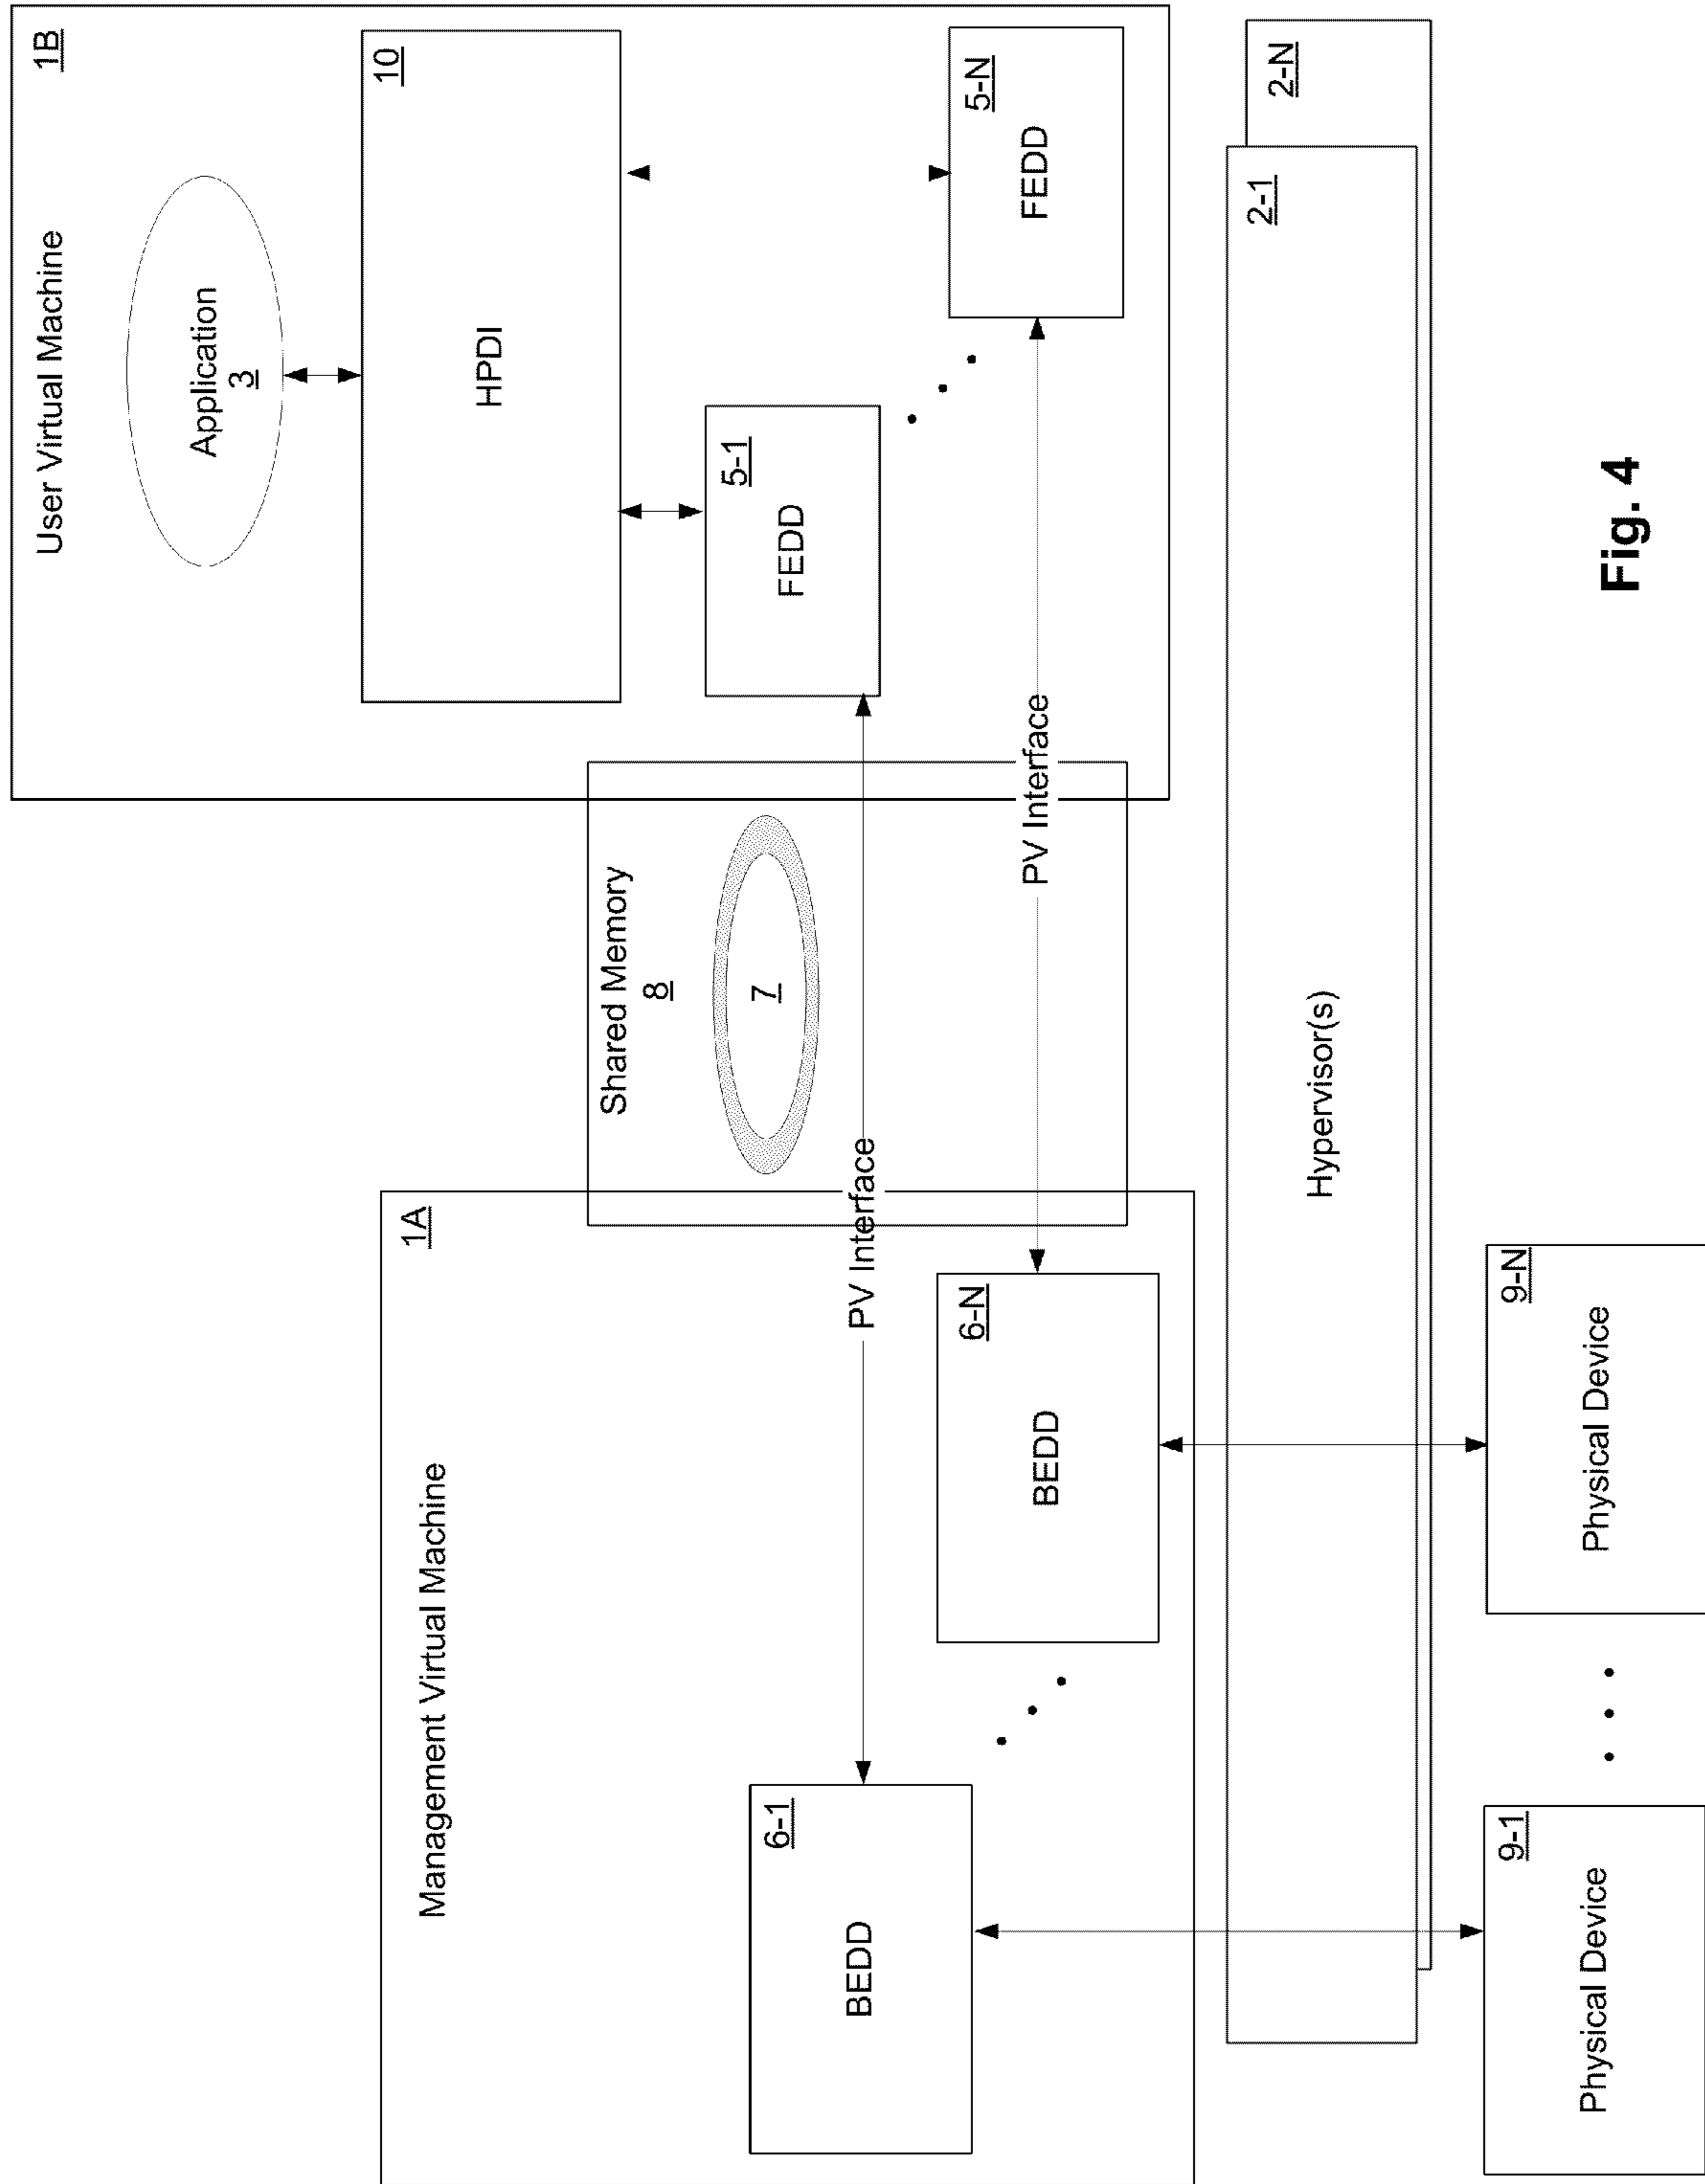 User Virtual Machine
1B
Application
3
10
HPDI
5-1
FEDD
5-N
FEDD
Shared Memory
8
7
PV Interface
PV Interface
Management Virtual Machine
1A
6-1
BEDD
6-N
BEDD
2-1
2-N
Hypervisor(s)
9-1
Physical Device
9-N
Physical Device
Fig. 4